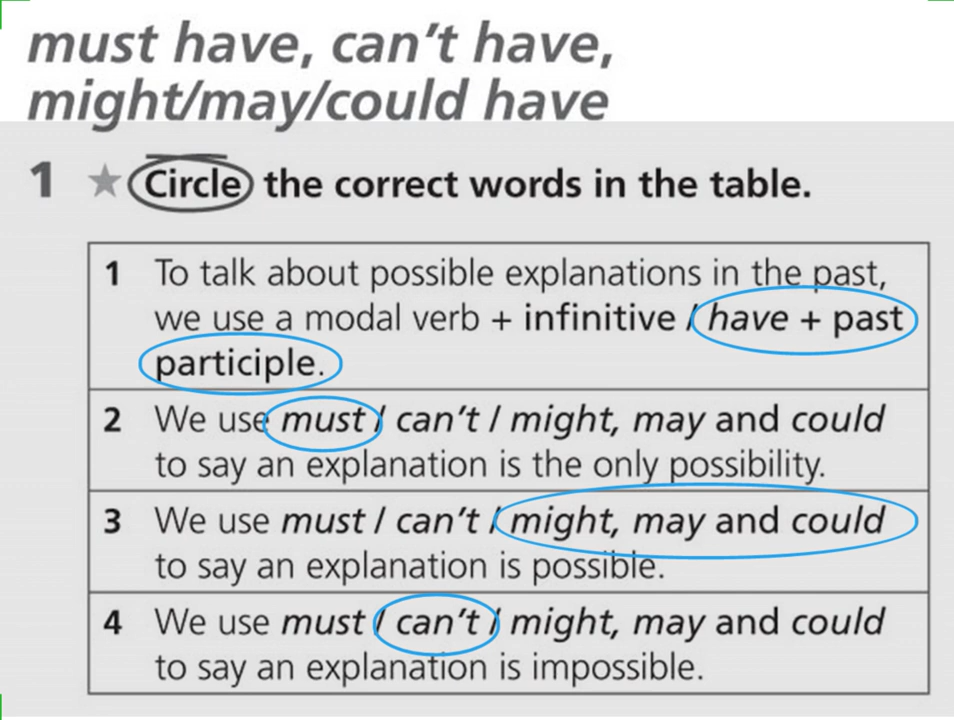 must have, can't have,
might/may/could have
1 ★ Circle the correct words in the table.
1 To talk about possible explanations in the past,
we use a modal verb + infinitive / have + past
participle.
2 We use must / can't / might, may and could
to say an explanation is the only possibility.
3 We use must / can't / might, may and could
to say an explanation is possible.
4 We use must / can't / might, may and could
to say an explanation is impossible.